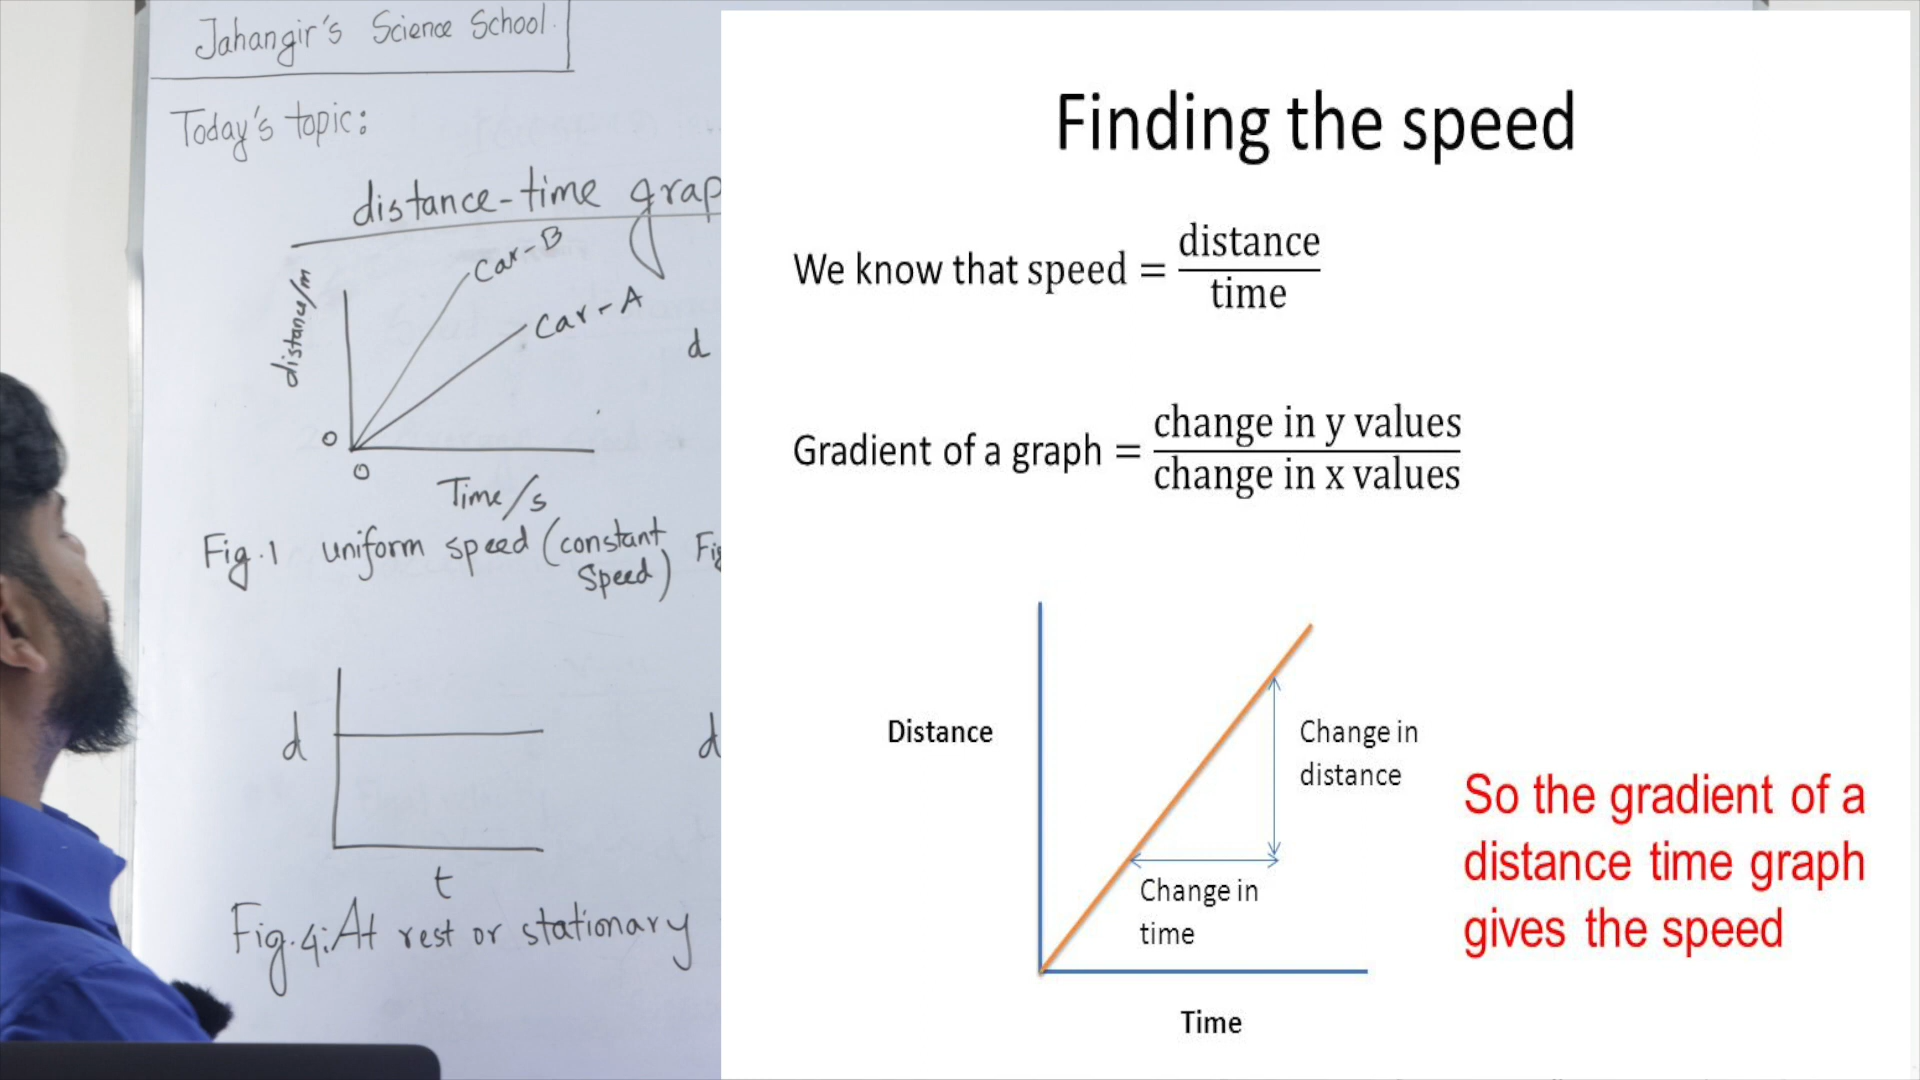 Jahangir's Science School.
Today's topic:
distance-time grap
distance/m
Car-B
Car-A
0
0
Time/s
d
Fig.1 uniform speed (constant
Speed)
Fig
d
t
d
Fig.4: At rest or stationary
Finding the speed
We know that speed = distance
time
Gradient of a graph = change in y values
change in x values
Distance
Change in
distance
Change in
time
Time
So the gradient of a
distance time graph
gives the speed